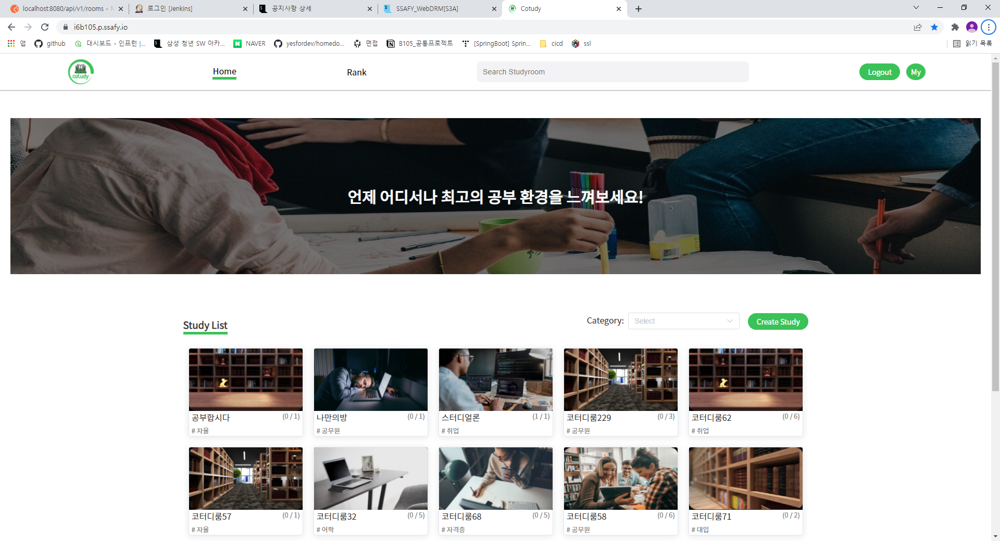 localhost:8080/api/v1/rooms -
로그인 [Jenkins]
공지사항 상세
SSAFY_WebDRM[S3A]
Cotudy
i6b105.p.ssafy.io
앱
github
대시보드 - 인프런 |...
삼성 청년 SW 아카...
NAVER
yesfordev/homedo...
면접
B105_공통프로젝트
[SpringBoot] Sprin...
cicd
ssl
읽기 목록
cotudy
Home
Rank
Search Studyroom
Logout
My
언제 어디서나 최고의 공부 환경을 느껴보세요!
Study List
Category:
Select
Create Study
공부합시다 (0 / 1)
# 자율
나만의방 (0 / 1)
# 공무원
스터디얼론 (1 / 1)
# 취업
코터디룸229 (0 / 3)
# 공무원
코터디룸62 (0 / 6)
# 취업
코터디룸57 (0 / 1)
# 자율
코터디룸32 (0 / 5)
# 어학
코터디룸68 (0 / 5)
# 자격증
코터디룸58 (0 / 6)
# 공무원
코터디룸71 (0 / 2)
# 대입